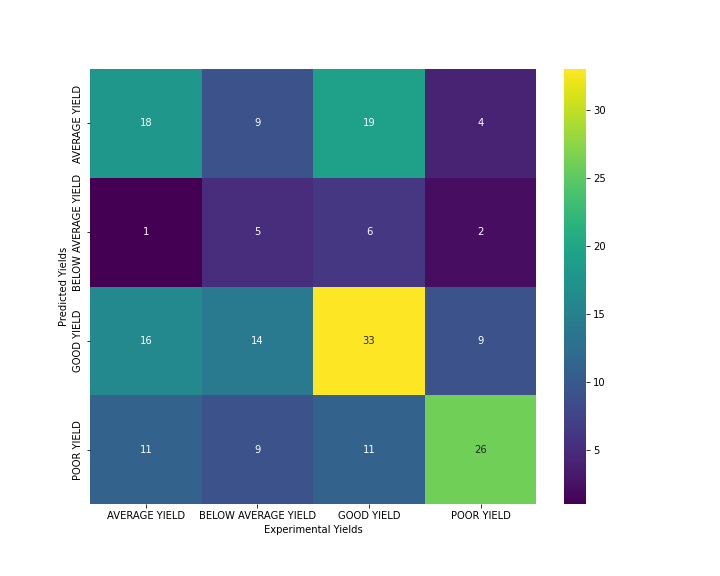 Predicted Yields
AVERAGE YIELD
BELOW AVERAGE YIELD
GOOD YIELD
POOR YIELD
18 9 19 4
1 5 6 2
16 14 33 9
11 9 11 26
AVERAGE YIELD BELOW AVERAGE YIELD GOOD YIELD POOR YIELD
Experimental Yields
30
25
20
15
10
5